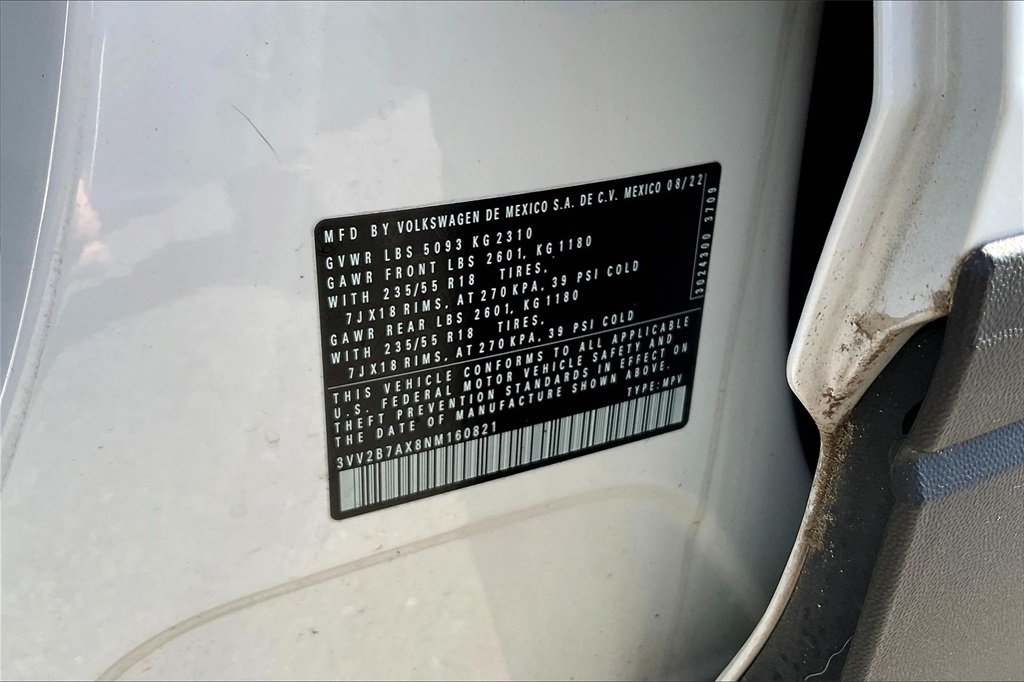 MFD BY VOLKSWAGEN DE MEXICO S.A. DE C.V. MEXICO 08/22
GVWR LBS 5093 KG 2310
GAWR FRONT LBS 2601, KG 1180
WITH 235/55 R18 TIRES,
7JX18 RIMS, AT 270 KPA, 39 PSI COLD
GAWR REAR LBS 2601, KG 1180
WITH 235/55 R18 TIRES,
7JX18 RIMS, AT 270 KPA, 39 PSI COLD
THIS VEHICLE CONFORMS TO ALL APPLICABLE
U.S. FEDERAL MOTOR VEHICLE SAFETY AND
THEFT PREVENTION STANDARDS IN EFFECT ON
THE DATE OF MANUFACTURE SHOWN ABOVE.
3VV2B7AX8NM160821 TYPE: MPV
3024300 3709